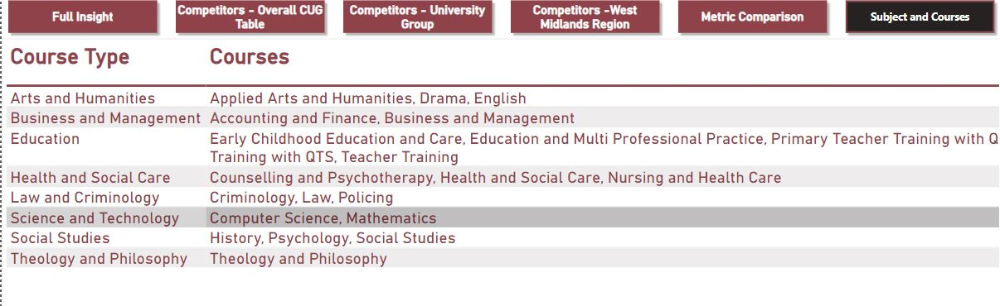 Full Insight
Competitors - Overall CUG
Table
Competitors - University
Group
Competitors -West
Midlands Region
Metric Comparison
Subject and Courses
Course Type Courses
Arts and Humanities Applied Arts and Humanities, Drama, English
Business and Management Accounting and Finance, Business and Management
Education Early Childhood Education and Care, Education and Multi Professional Practice, Primary Teacher Training with Q
Training with QTS, Teacher Training
Health and Social Care Counselling and Psychotherapy, Health and Social Care, Nursing and Health Care
Law and Criminology Criminology, Law, Policing
Science and Technology Computer Science, Mathematics
Social Studies History, Psychology, Social Studies
Theology and Philosophy Theology and Philosophy